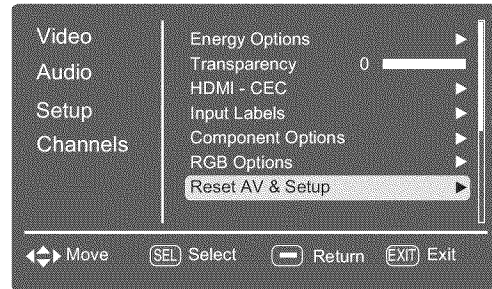 Video
Audio
Setup
Channels
Energy Options
Transparency 0
HDMI - CEC
Input Labels
Component Options
RGB Options
Reset AV & Setup
Move SEL Select Return EXIT Exit